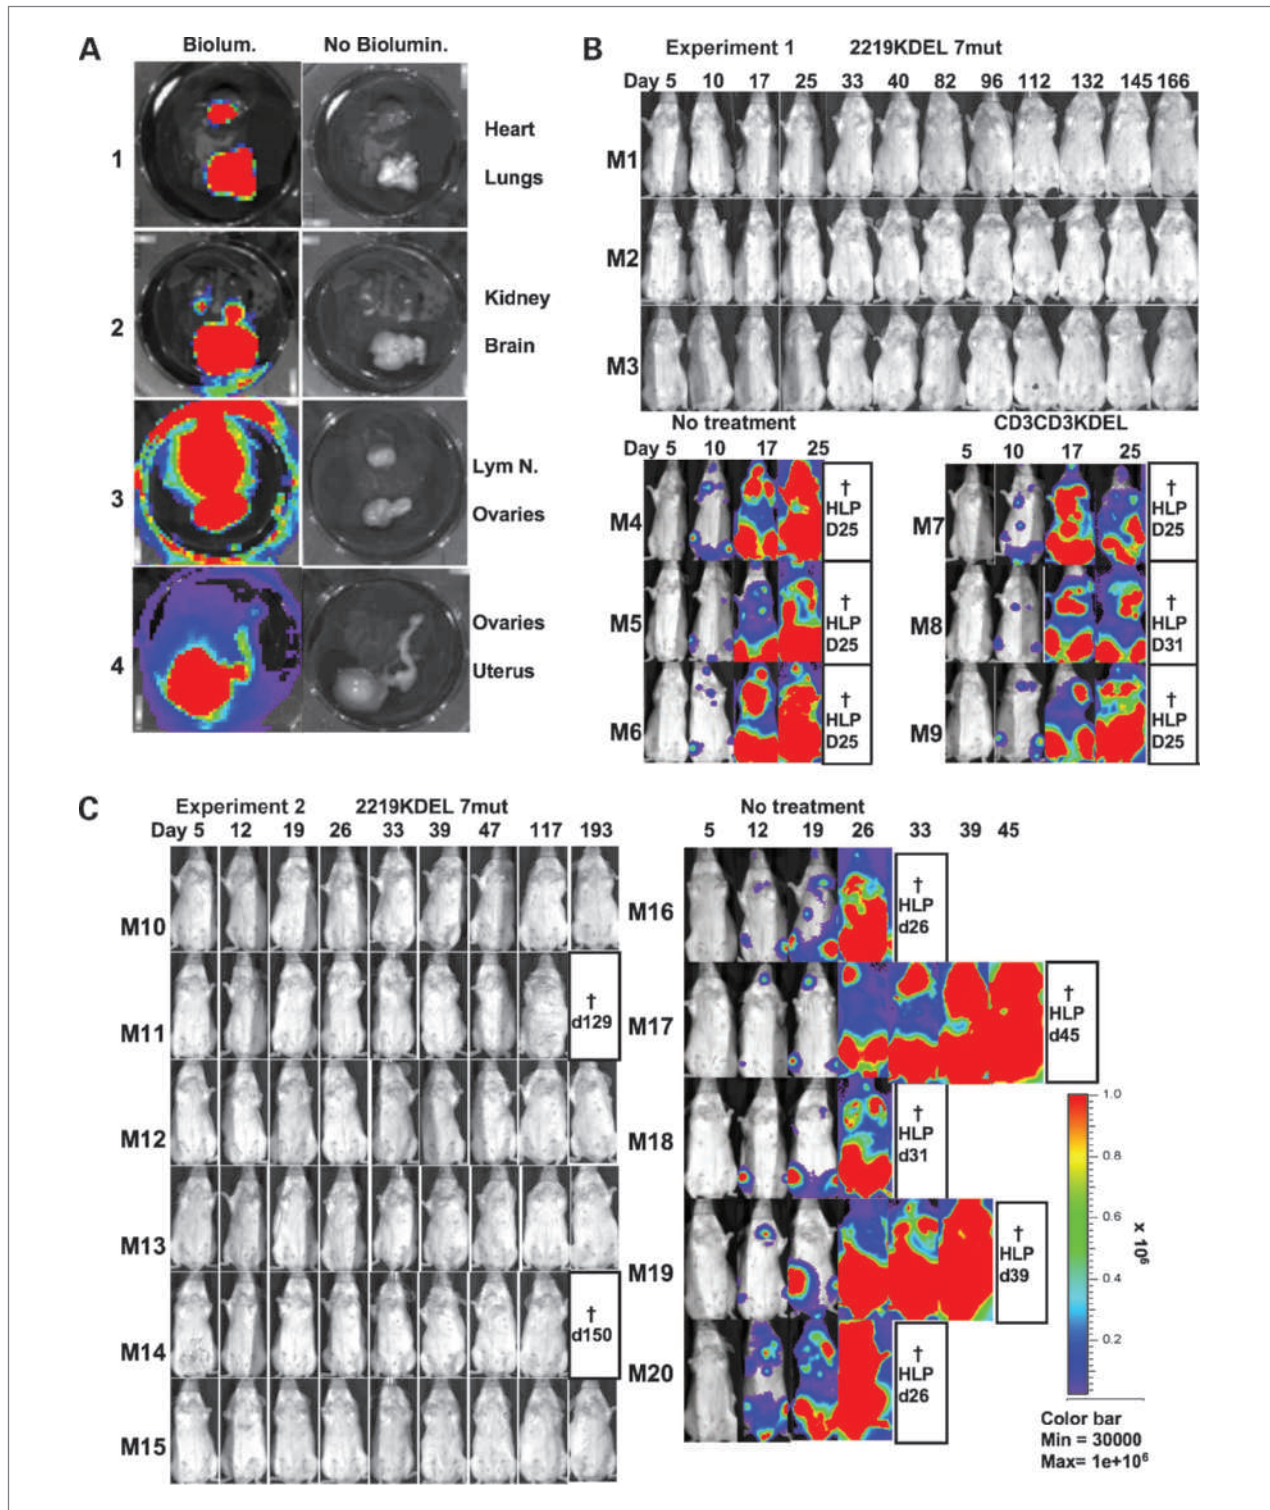 A
Biolum. No Biolumin.
1
Heart
Lungs
2
Kidney
Brain
3
Lym N.
Ovaries
4
Ovaries
Uterus
B
Experiment 1 2219KDEL 7mut
Day 5 10 17 25 33 40 82 96 112 132 145 166
M1
M2
M3
No treatment
Day 5 10 17 25
M4
†
HLP
D25
M5
†
HLP
D25
M6
†
HLP
D25
CD3CD3KDEL
5 10 17 25
M7
†
HLP
D25
M8
†
HLP
D31
M9
†
HLP
D25
C
Experiment 2 2219KDEL 7mut
Day 5 12 19 26 33 39 47 117 193
M10
M11
†
d129
M12
M13
M14
†
d150
M15
No treatment
5 12 19 26 33 39 45
M16
†
HLP
d26
M17
†
HLP
d45
M18
†
HLP
d31
M19
†
HLP
d39
M20
†
HLP
d26
1.0
0.8
0.6
0.4
0.2
x 10⁶
Color bar
Min = 30000
Max= 1e+10⁶